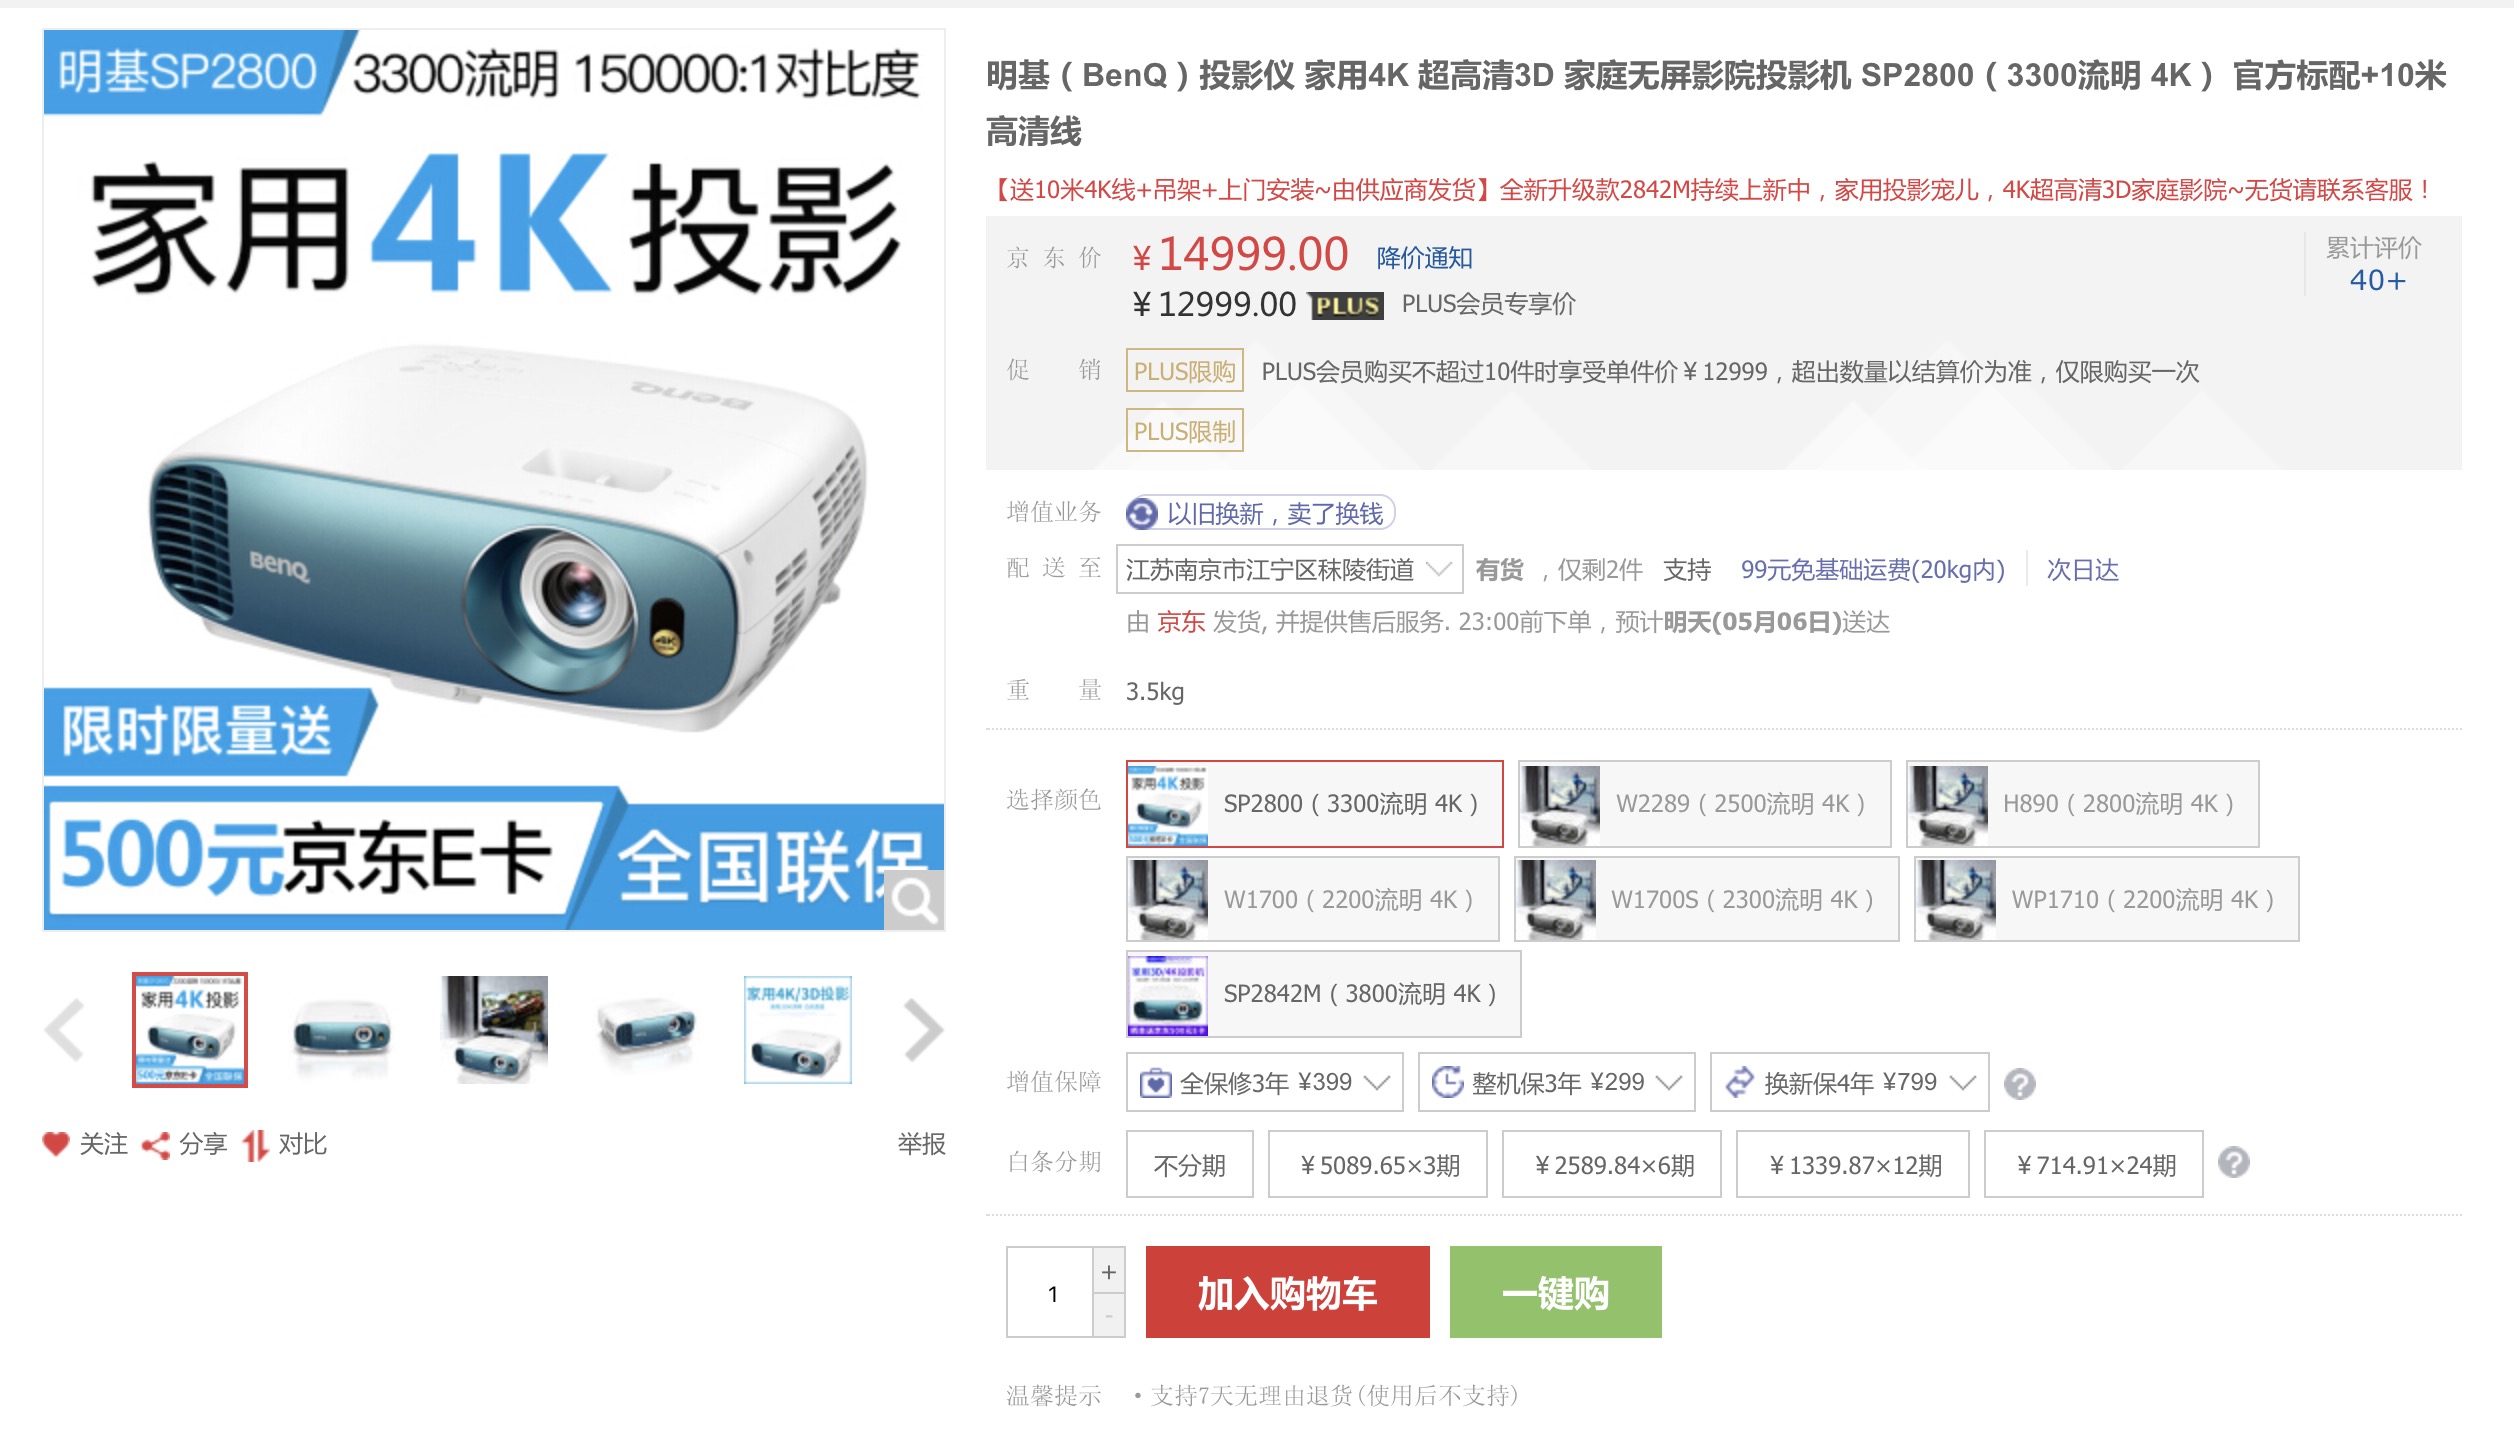 明基SP2800
3300流明 150000:1对比度
家用4K投影
BenQ
BenQ
4K
限时限量送
500元京东E卡
全国联保
家用4K投影
500元京东E卡 全国联保
家用4K/3D投影
关注
分享
对比
举报
明基（BenQ）投影仪 家用4K 超高清3D 家庭无屏影院投影机 SP2800（3300流明 4K） 官方标配+10米
高清线
【送10米4K线+吊架+上门安装~由供应商发货】全新升级款2842M持续上新中，家用投影宠儿，4K超高清3D家庭影院~无货请联系客服！
京东价
￥14999.00
降价通知
累计评价
40+
￥12999.00 PLUS PLUS会员专享价
促销
PLUS限购
PLUS会员购买不超过10件时享受单件价￥12999，超出数量以结算价为准，仅限购买一次
PLUS限制
增值业务
以旧换新，卖了换钱
配送至
江苏南京市江宁区秣陵街道
有货 ，仅剩2件 支持 99元免基础运费(20kg内) 次日达
由 京东 发货, 并提供售后服务. 23:00前下单，预计明天(05月06日)送达
重量
3.5kg
选择颜色
家用4K投影
SP2800（3300流明 4K）
W2289（2500流明 4K）
H890（2800流明 4K）
W1700（2200流明 4K）
W1700S（2300流明 4K）
WP1710（2200流明 4K）
SP2842M（3800流明 4K）
增值保障
全保修3年 ¥399
整机保3年 ¥299
换新保4年 ¥799
?
白条分期
不分期
￥5089.65×3期
￥2589.84×6期
￥1339.87×12期
￥714.91×24期
?
1
+
-
加入购物车
一键购
温馨提示
·支持7天无理由退货(使用后不支持)